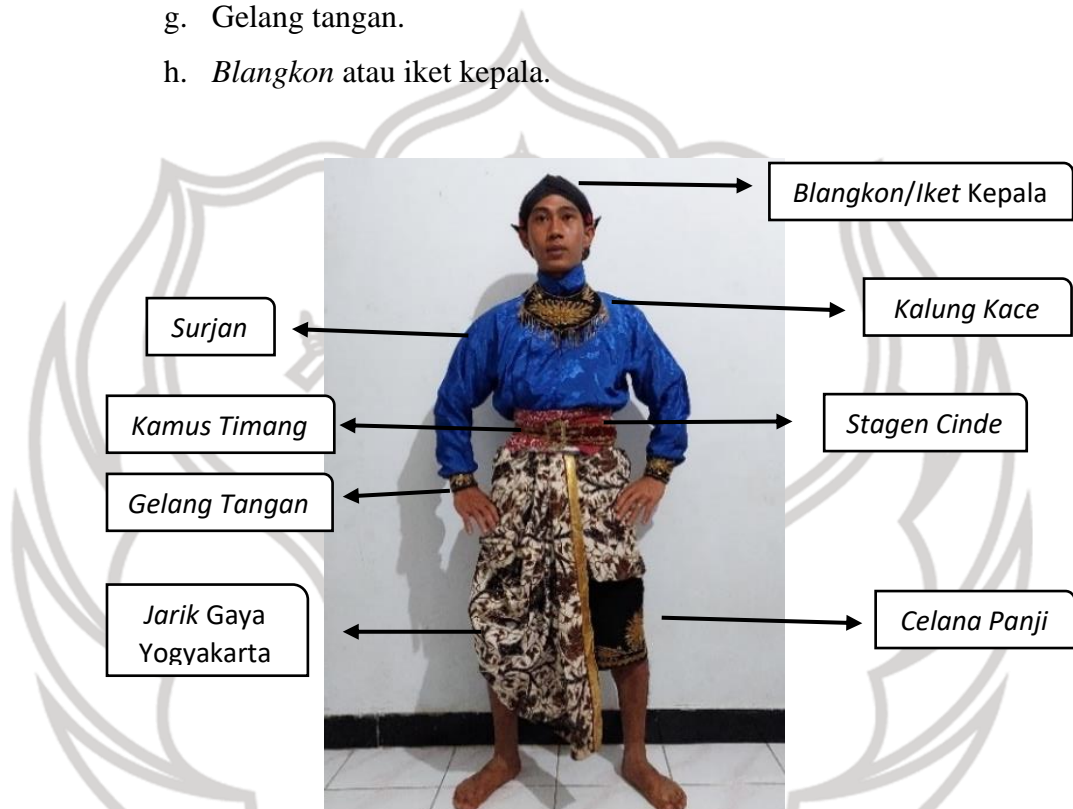 g. Gelang tangan.
h. Blangkon atau iket kepala.
Blangkon/Iket Kepala
Surjan
Kalung Kace
Kamus Timang
Stagen Cinde
Gelang Tangan
Jarik Gaya
Yogyakarta
Celana Panji